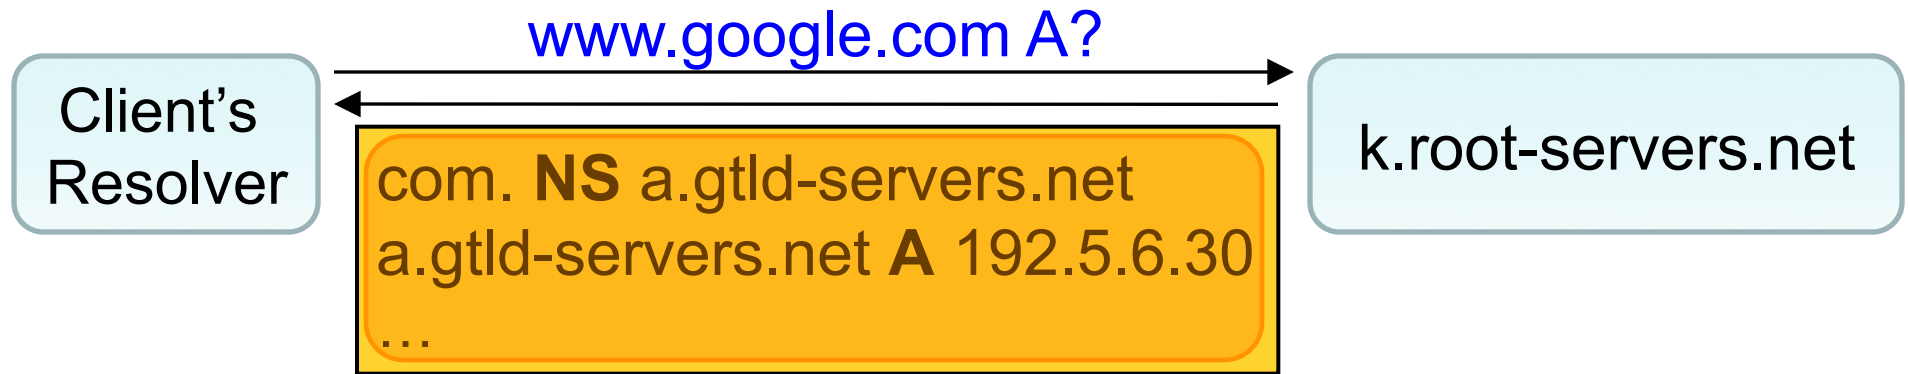 www.google.com A?
Client’s
Resolver
k.root-servers.net
com. NS a.gtld-servers.net
a.gtld-servers.net A 192.5.6.30
…